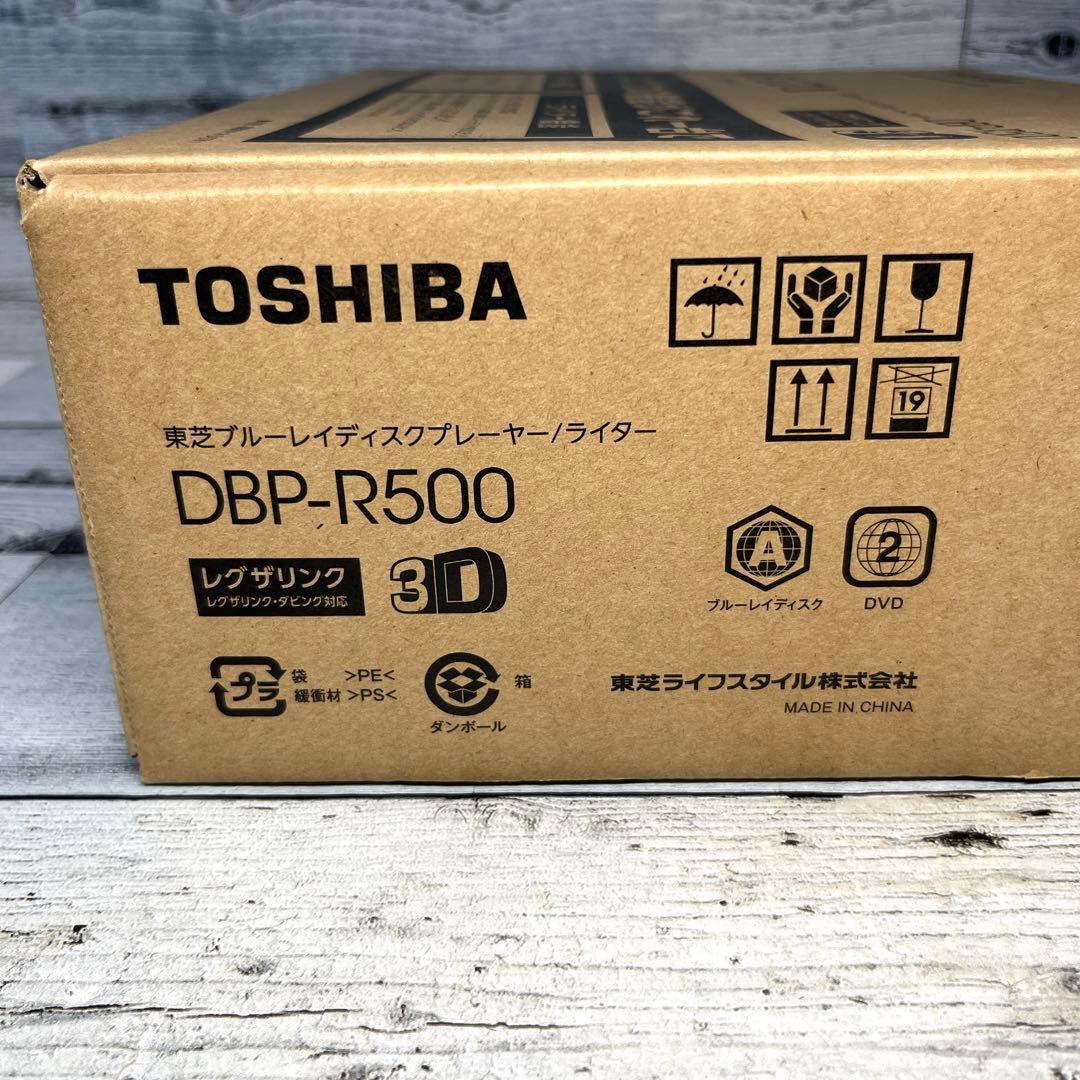 TOSHIBA
19
東芝ブルーレイディスクプレーヤー/ライター
DBP-R500
レグザリンク
レグザリンク・ダビング対応
3D
A
ブルーレイディスク
2
DVD
プラ
袋 >PE<
緩衝材 >PS<
箱
ダンボール
東芝ライフスタイル株式会社
MADE IN CHINA